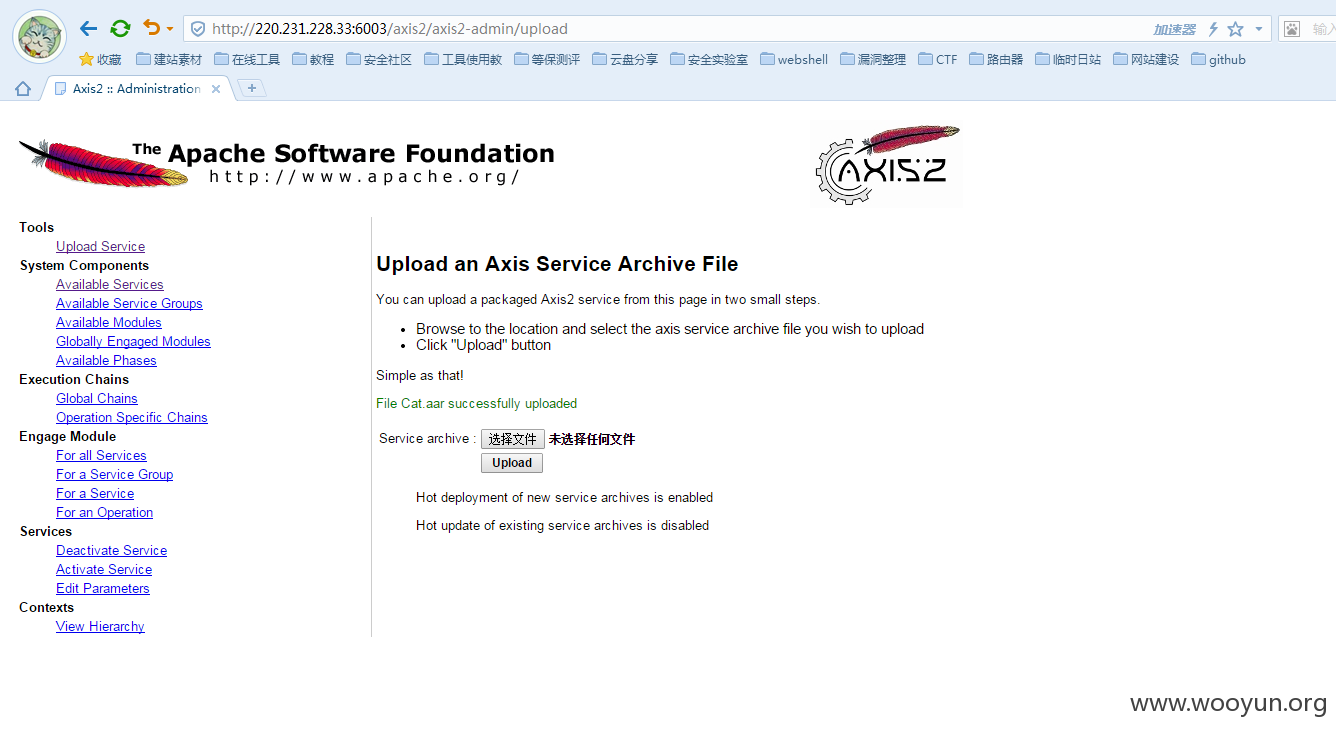 http://220.231.228.33:6003/axis2/axis2-admin/upload
加速器
收藏 建站素材 在线工具 教程 安全社区 工具使用教 等保测评 云盘分享 安全实验室 webshell 漏洞整理 CTF 路由器 临时日站 网站建设 github
Axis2 :: Administration
The Apache Software Foundation
http://www.apache.org/
AXIS2
Tools
Upload Service
System Components
Available Services
Available Service Groups
Available Modules
Globally Engaged Modules
Available Phases
Execution Chains
Global Chains
Operation Specific Chains
Engage Module
For all Services
For a Service Group
For a Service
For an Operation
Services
Deactivate Service
Activate Service
Edit Parameters
Contexts
View Hierarchy
Upload an Axis Service Archive File
You can upload a packaged Axis2 service from this page in two small steps.
Browse to the location and select the axis service archive file you wish to upload
Click "Upload" button
Simple as that!
File Cat.aar successfully uploaded
Service archive : 选择文件 未选择任何文件
Upload
Hot deployment of new service archives is enabled
Hot update of existing service archives is disabled
www.wooyun.org